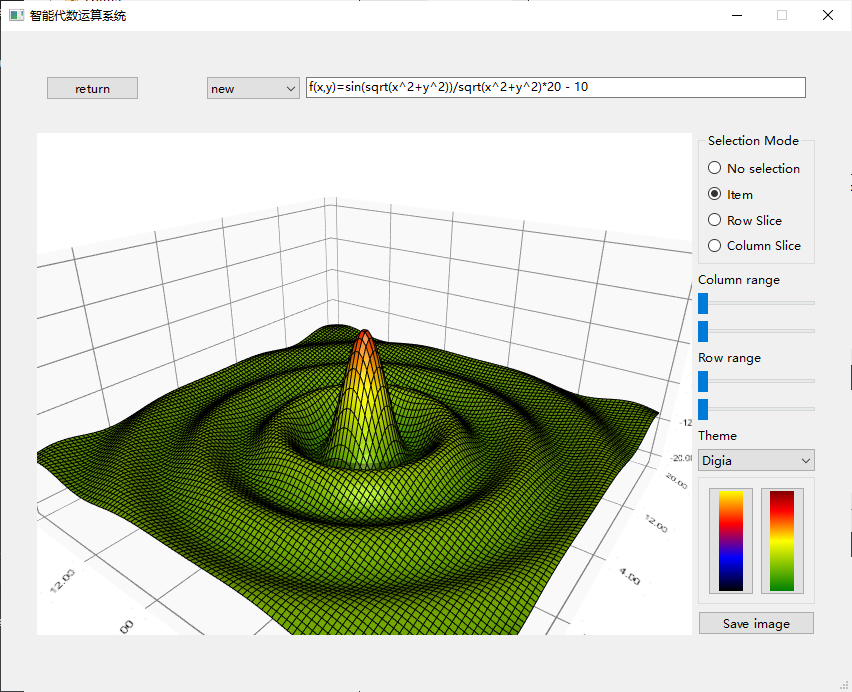 智能代数运算系统
return
new
f(x,y)=sin(sqrt(x^2+y^2))/sqrt(x^2+y^2)*20 - 10
Selection Mode
No selection
Item
Row Slice
Column Slice
Column range
Row range
Theme
Digia
Save image
-12
-20.0
20.00
12.00
4.00
12.00
00